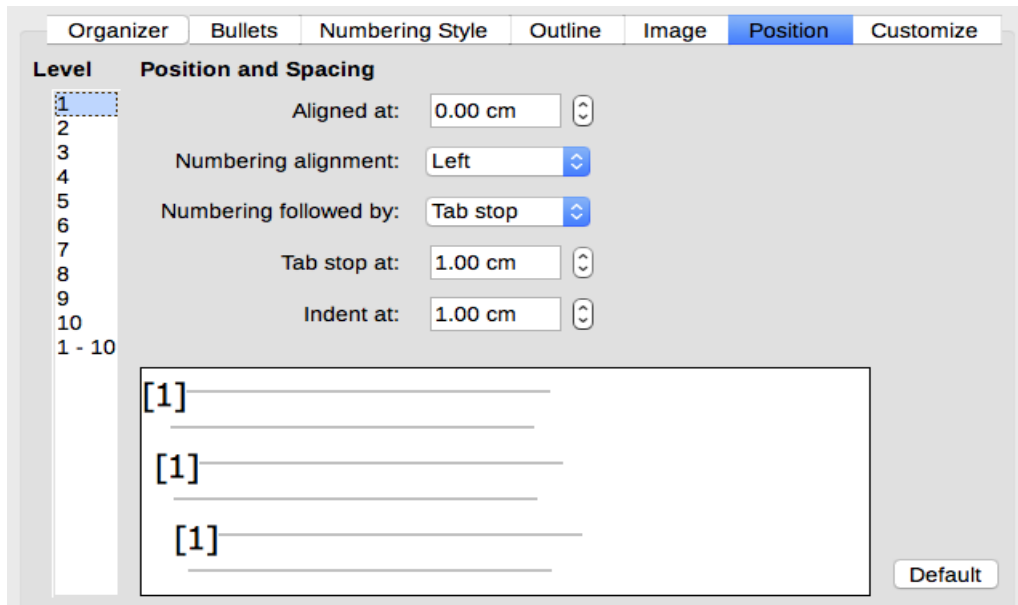 Organizer Bullets Numbering Style Outline Image Position Customize
Level Position and Spacing
1
2
3
4
5
6
7
8
9
10
1 - 10
Aligned at: 0.00 cm
Numbering alignment: Left
Numbering followed by: Tab stop
Tab stop at: 1.00 cm
Indent at: 1.00 cm
[1]
[1]
[1]
Default